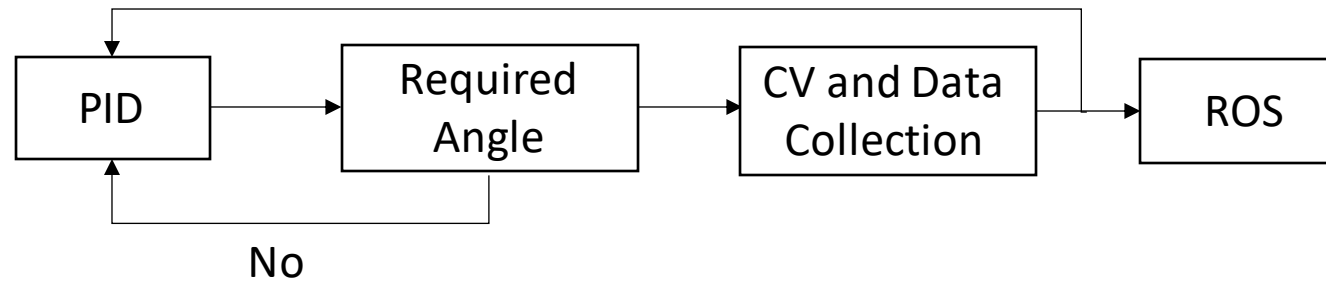 PID
Required
Angle
CV and Data
Collection
ROS
No